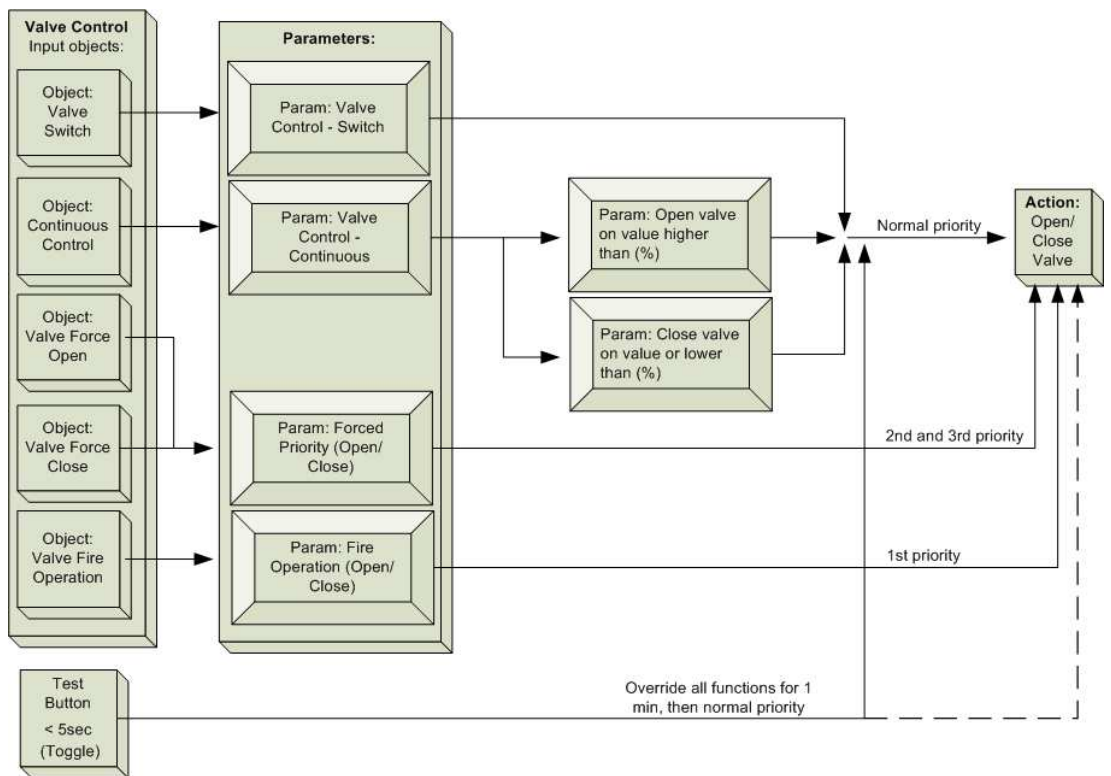 Valve Control
Input objects:
Object:
Valve
Switch
Object:
Continuous
Control
Object:
Valve Force
Open
Object:
Valve Force
Close
Object:
Valve Fire
Operation
Parameters:
Param: Valve
Control - Switch
Param: Valve
Control -
Continuous
Param: Forced
Priority (Open/
Close)
Param: Fire
Operation (Open/
Close)
Param: Open valve
on value higher
than (%)
Param: Close valve
on value or lower
than (%)
Normal priority
Action:
Open/
Close
Valve
2nd and 3rd priority
1st priority
Test
Button
< 5sec
(Toggle)
Override all functions for 1
min, then normal priority